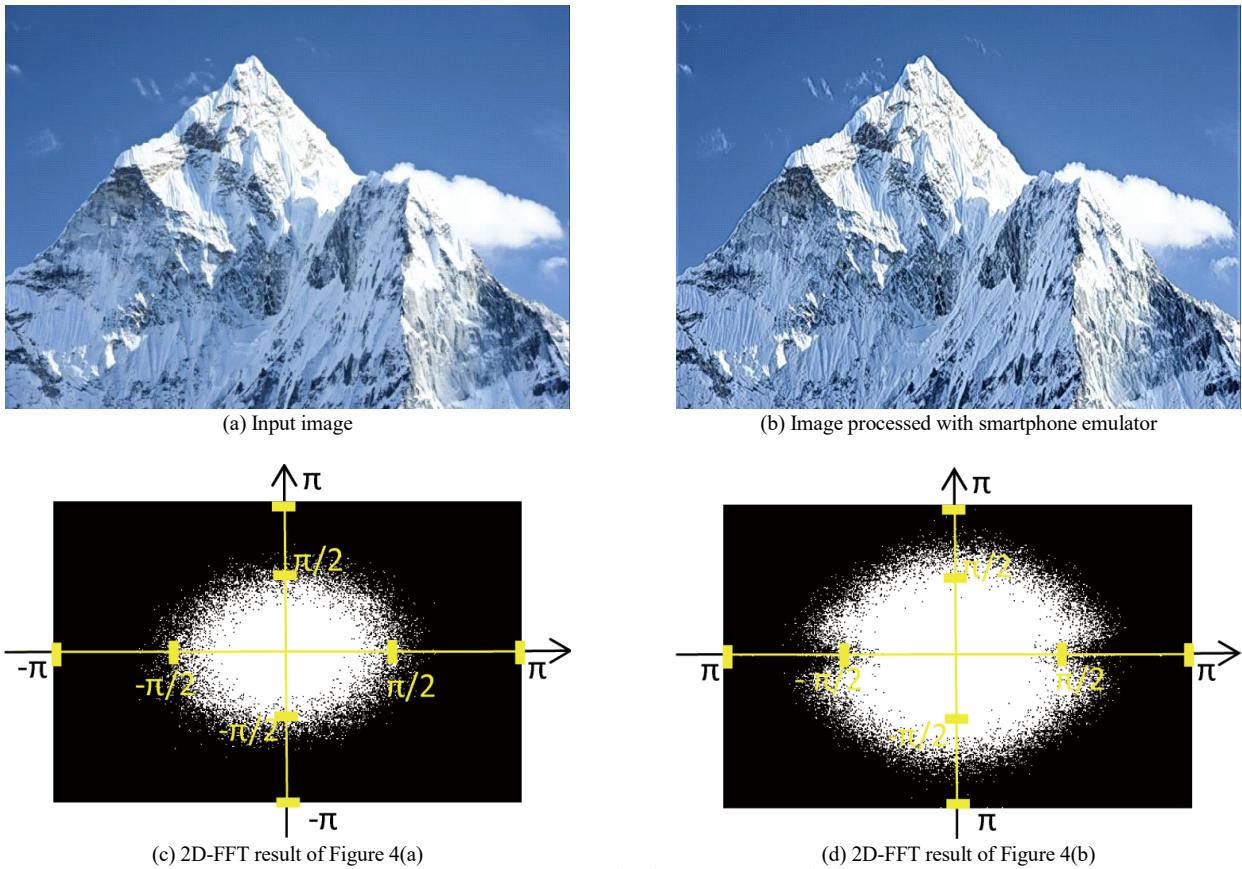 (a) Input image
(b) Image processed with smartphone emulator
π
π/2
-π
-π/2
π/2
π
-π/2
-π
π
π/2
π
-π/2
π/2
π
-π/2
π
(c) 2D-FFT result of Figure 4(a)
(d) 2D-FFT result of Figure 4(b)